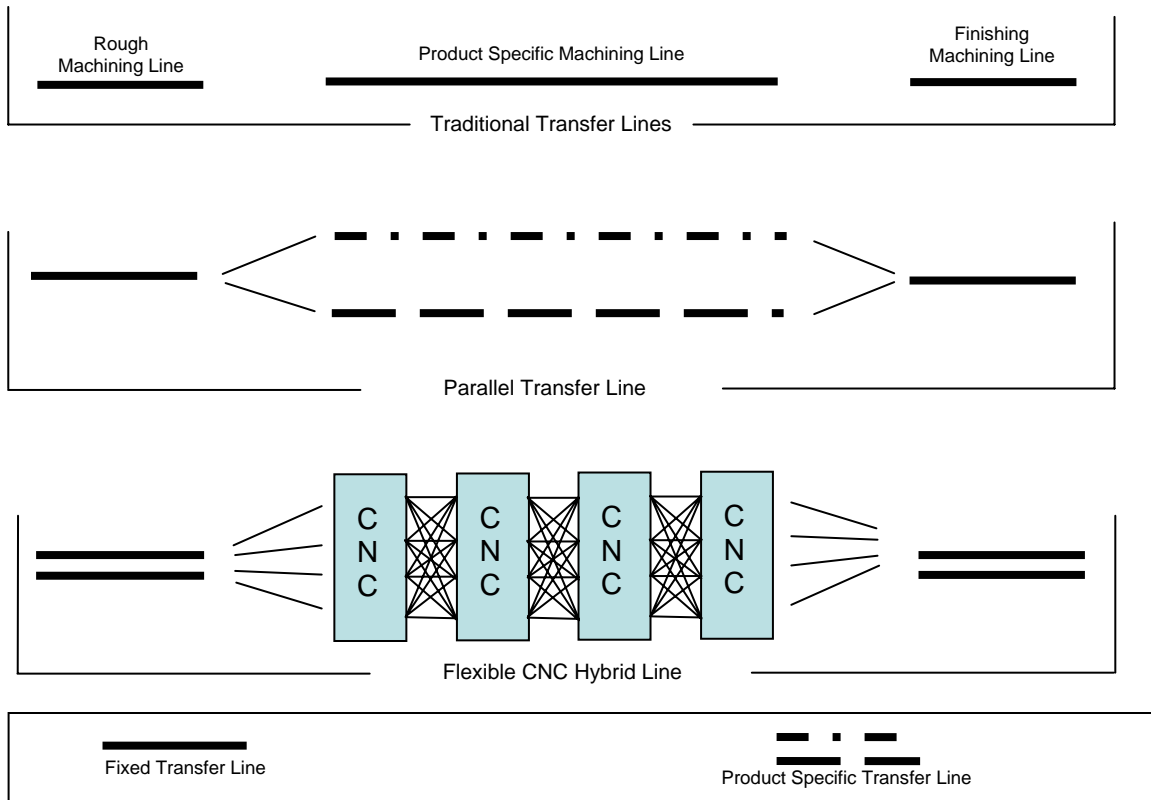 Rough
Machining Line
Product Specific Machining Line
Finishing
Machining Line
Traditional Transfer Lines
Parallel Transfer Line
C
N
C
C
N
C
C
N
C
C
N
C
Flexible CNC Hybrid Line
Fixed Transfer Line
Product Specific Transfer Line